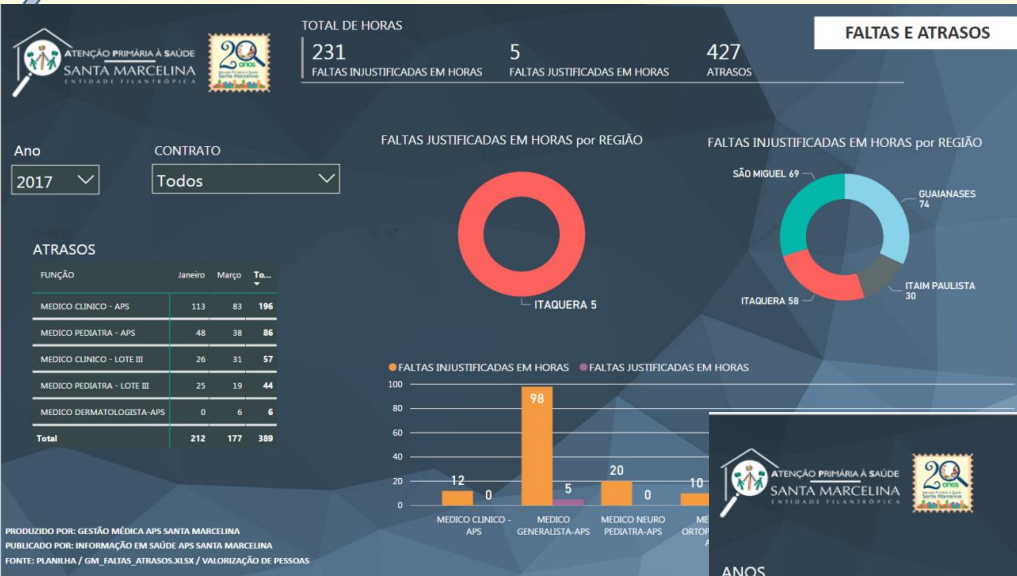 ATENÇÃO PRIMÁRIA À SAÚDE
SANTA MARCELINA
ENTIDADE FILANTRÓPICA
20
anos
TOTAL DE HORAS
231
FALTAS INJUSTIFICADAS EM HORAS
5
FALTAS JUSTIFICADAS EM HORAS
427
ATRASOS
FALTAS E ATRASOS
Ano
2017
CONTRATO
Todos
FALTAS JUSTIFICADAS EM HORAS por REGIÃO
ITAQUERA 5
FALTAS INJUSTIFICADAS EM HORAS por REGIÃO
SÃO MIGUEL 69
GUAIANASES
74
ITAIM PAULISTA
30
ITAQUERA 58
ATRASOS
FUNÇÃO Janeiro Março To...
MEDICO CLINICO - APS 113 83 196
MEDICO PEDIATRA - APS 48 38 86
MEDICO CLINICO - LOTE III 26 31 57
MEDICO PEDIATRA - LOTE III 25 19 44
MEDICO DERMATOLOGISTA-APS 0 6 6
Total 212 177 389
FALTAS INJUSTIFICADAS EM HORAS FALTAS JUSTIFICADAS EM HORAS
100
80
60
40
20
0
12
0
98
5
20
0
10
MEDICO CLINICO -
APS
MEDICO
GENERALISTA-APS
MEDICO NEURO
PEDIATRA-APS
ME
ORTOP
PRODUZIDO POR: GESTÃO MÉDICA APS SANTA MARCELINA
PUBLICADO POR: INFORMAÇÃO EM SAÚDE APS SANTA MARCELINA
FONTE: PLANILHA / GM_FALTAS_ATRASOS.XLSX / VALORIZAÇÃO DE PESSOAS
ATENÇÃO PRIMÁRIA À SAÚDE
SANTA MARCELINA
ENTIDADE FILANTRÓPICA
20
anos
ANOS